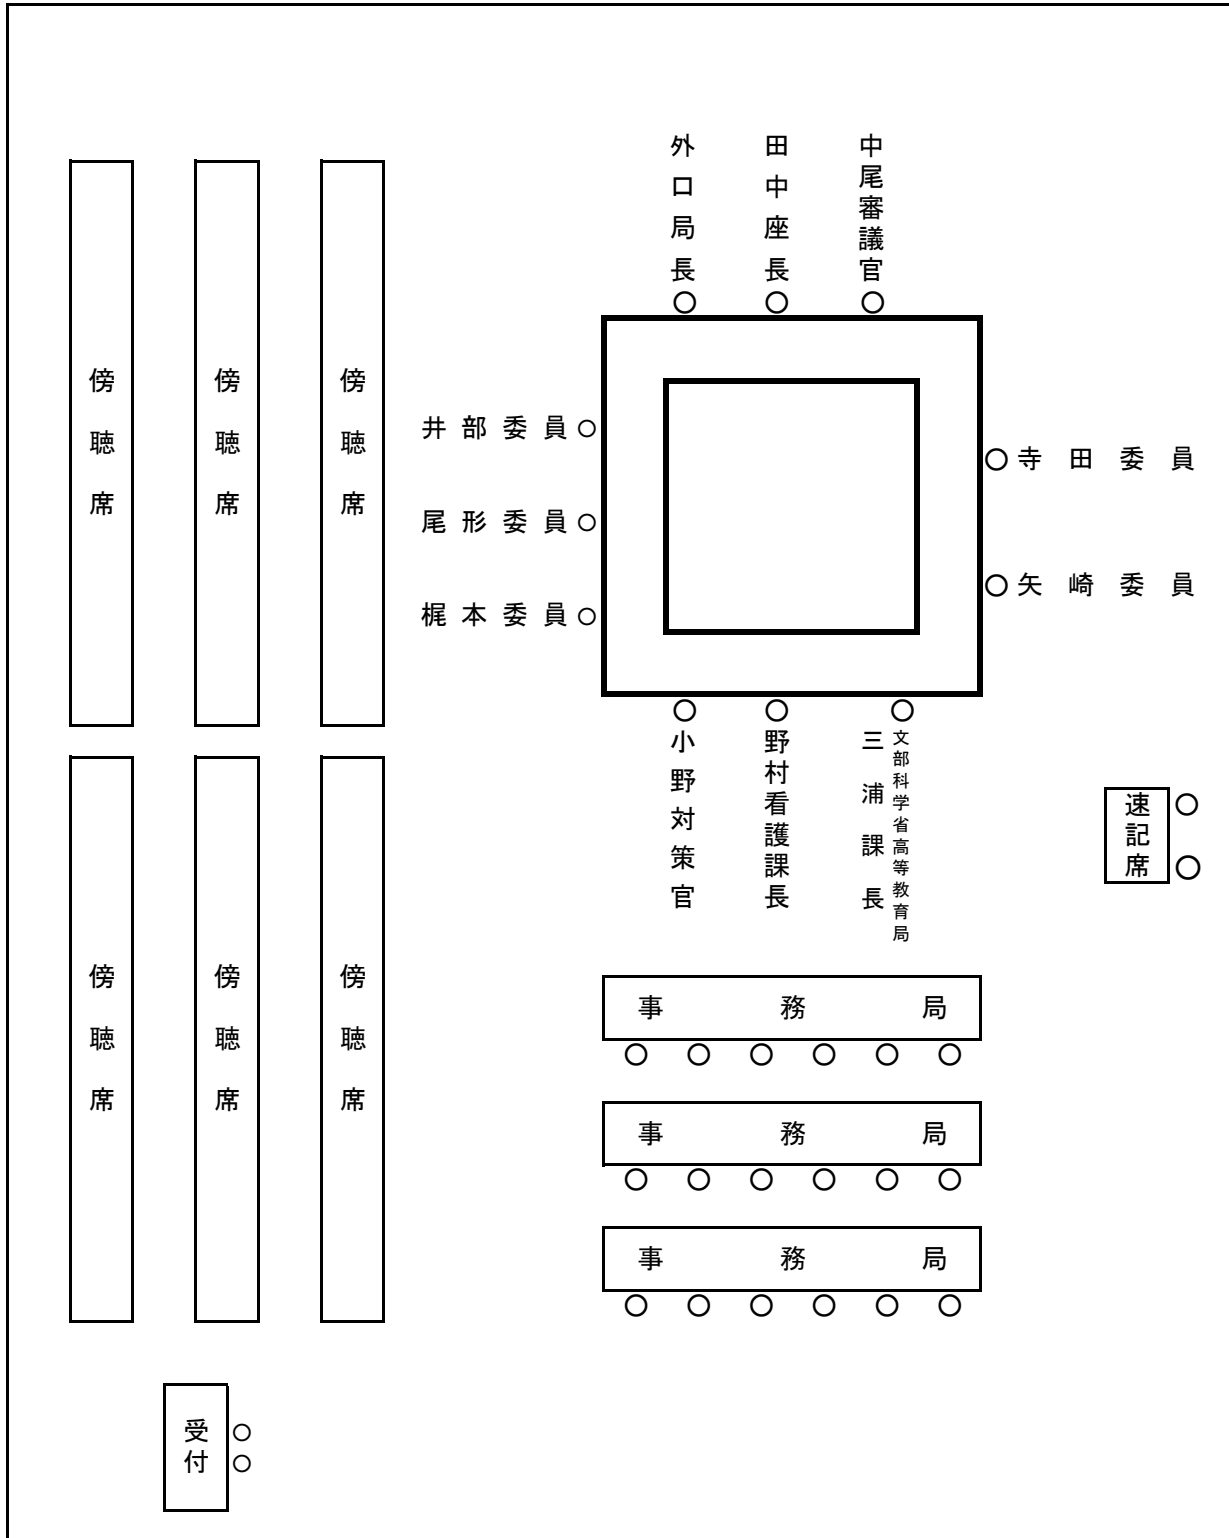 外口局長
田中座長
中尾審議官
傍聴席
傍聴席
傍聴席
井部委員
尾形委員
梶本委員
寺田委員
矢崎委員
小野対策官
野村看護課長
文部科学省高等教育局
三浦課長
速記席
傍聴席
傍聴席
傍聴席
事務局
事務局
事務局
受付